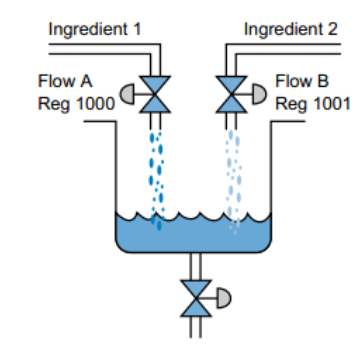 Ingredient 1
Ingredient 2
Flow A
Reg 1000
Flow B
Reg 1001